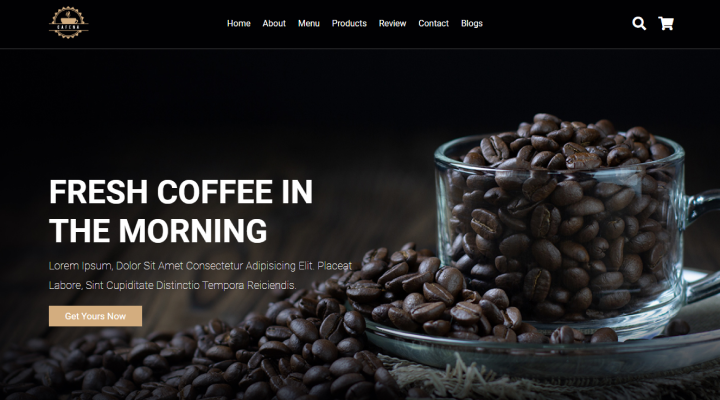 Home About Menu Products Review Contact Blogs
FRESH COFFEE IN
THE MORNING
Lorem Ipsum, Dolor Sit Amet Consectetur Adipisicing Elit. Placeat
Labore, Sint Cupiditate Distinctio Tempora Reiciendis.
Get Yours Now